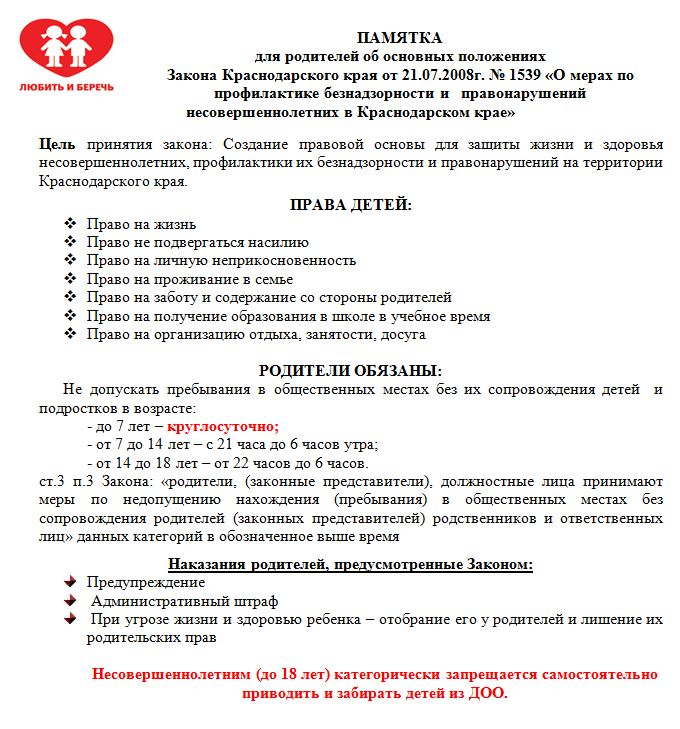 ЛЮБИТЬ И БЕРЕЧЬ
ПАМЯТКА
для родителей об основных положениях
Закона Краснодарского края от 21.07.2008г. № 1539 «О мерах по
профилактике безнадзорности и правонарушений
несовершеннолетних в Краснодарском крае»
Цель принятия закона: Создание правовой основы для защиты жизни и здоровья
несовершеннолетних, профилактики их безнадзорности и правонарушений на территории
Краснодарского края.
ПРАВА ДЕТЕЙ:
❖ Право на жизнь
❖ Право не подвергаться насилию
❖ Право на личную неприкосновенность
❖ Право на проживание в семье
❖ Право на заботу и содержание со стороны родителей
❖ Право на получение образования в школе в учебное время
❖ Право на организацию отдыха, занятости, досуга
РОДИТЕЛИ ОБЯЗАНЫ:
Не допускать пребывания в общественных местах без их сопровождения детей и
подростков в возрасте:
- до 7 лет – круглосуточно;
- от 7 до 14 лет – с 21 часа до 6 часов утра;
- от 14 до 18 лет – от 22 часов до 6 часов.
ст.3 п.3 Закона: «родители, (законные представители), должностные лица принимают
меры по недопущению нахождения (пребывания) в общественных местах без
сопровождения родителей (законных представителей) родственников и ответственных
лиц» данных категорий в обозначенное выше время
Наказания родителей, предусмотренные Законом:
Предупреждение
Административный штраф
При угрозе жизни и здоровью ребенка – отобрание его у родителей и лишение их
родительских прав
Несовершеннолетним (до 18 лет) категорически запрещается самостоятельно
приводить и забирать детей из ДОО.